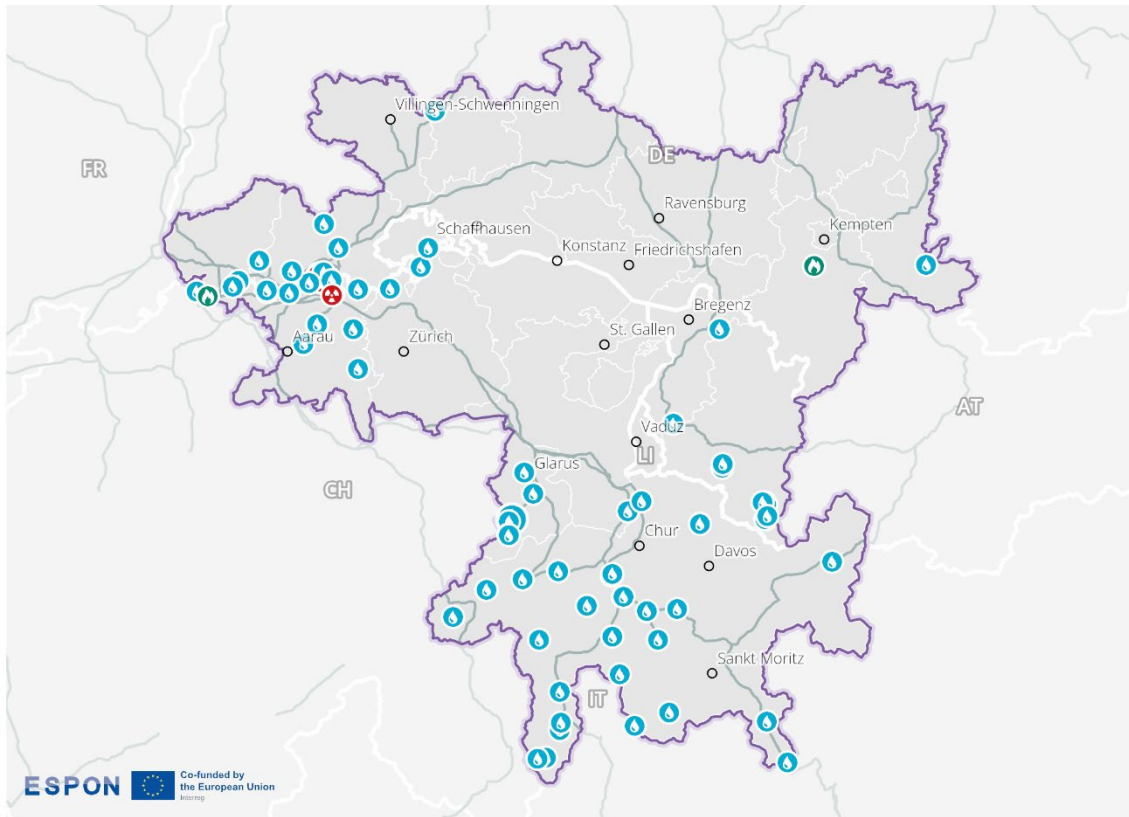 Villingen-Schwenningen
FR
DE
Ravensburg
Schaffhausen
Kempten
Konstanz
Friedrichshafen
Bregenz
St. Gallen
Aarau
Zürich
AT
Vaduz
LI
Glarus
CH
Chur
Davos
Sankt Moritz
IT
ESPON
Co-funded by
the European Union
Interreg